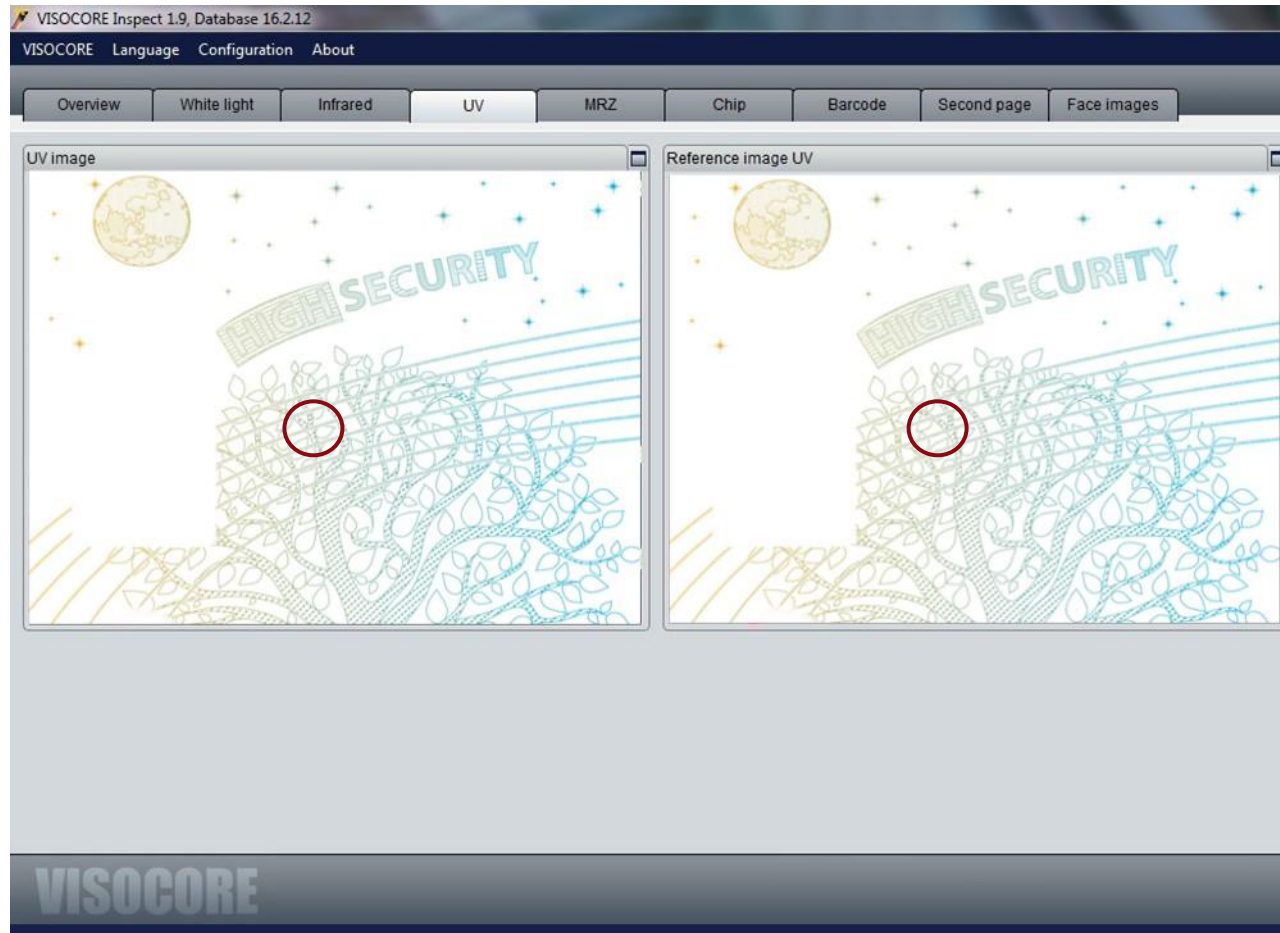 VISOCORE Inspect 1.9, Database 16.2.12
VISOCORE Language Configuration About
Overview White light Infrared UV MRZ Chip Barcode Second page Face images
UV image
Reference image UV
HIGH SECURITY
HIGH SECURITY
VISOCORE